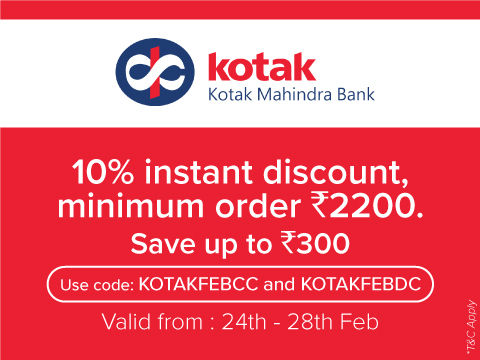 kotak
Kotak Mahindra Bank
10% instant discount,
minimum order ₹2200.
Save up to ₹300
Use code: KOTAKFEBCC and KOTAKFEBDC
Valid from : 24th - 28th Feb
*T&C Apply